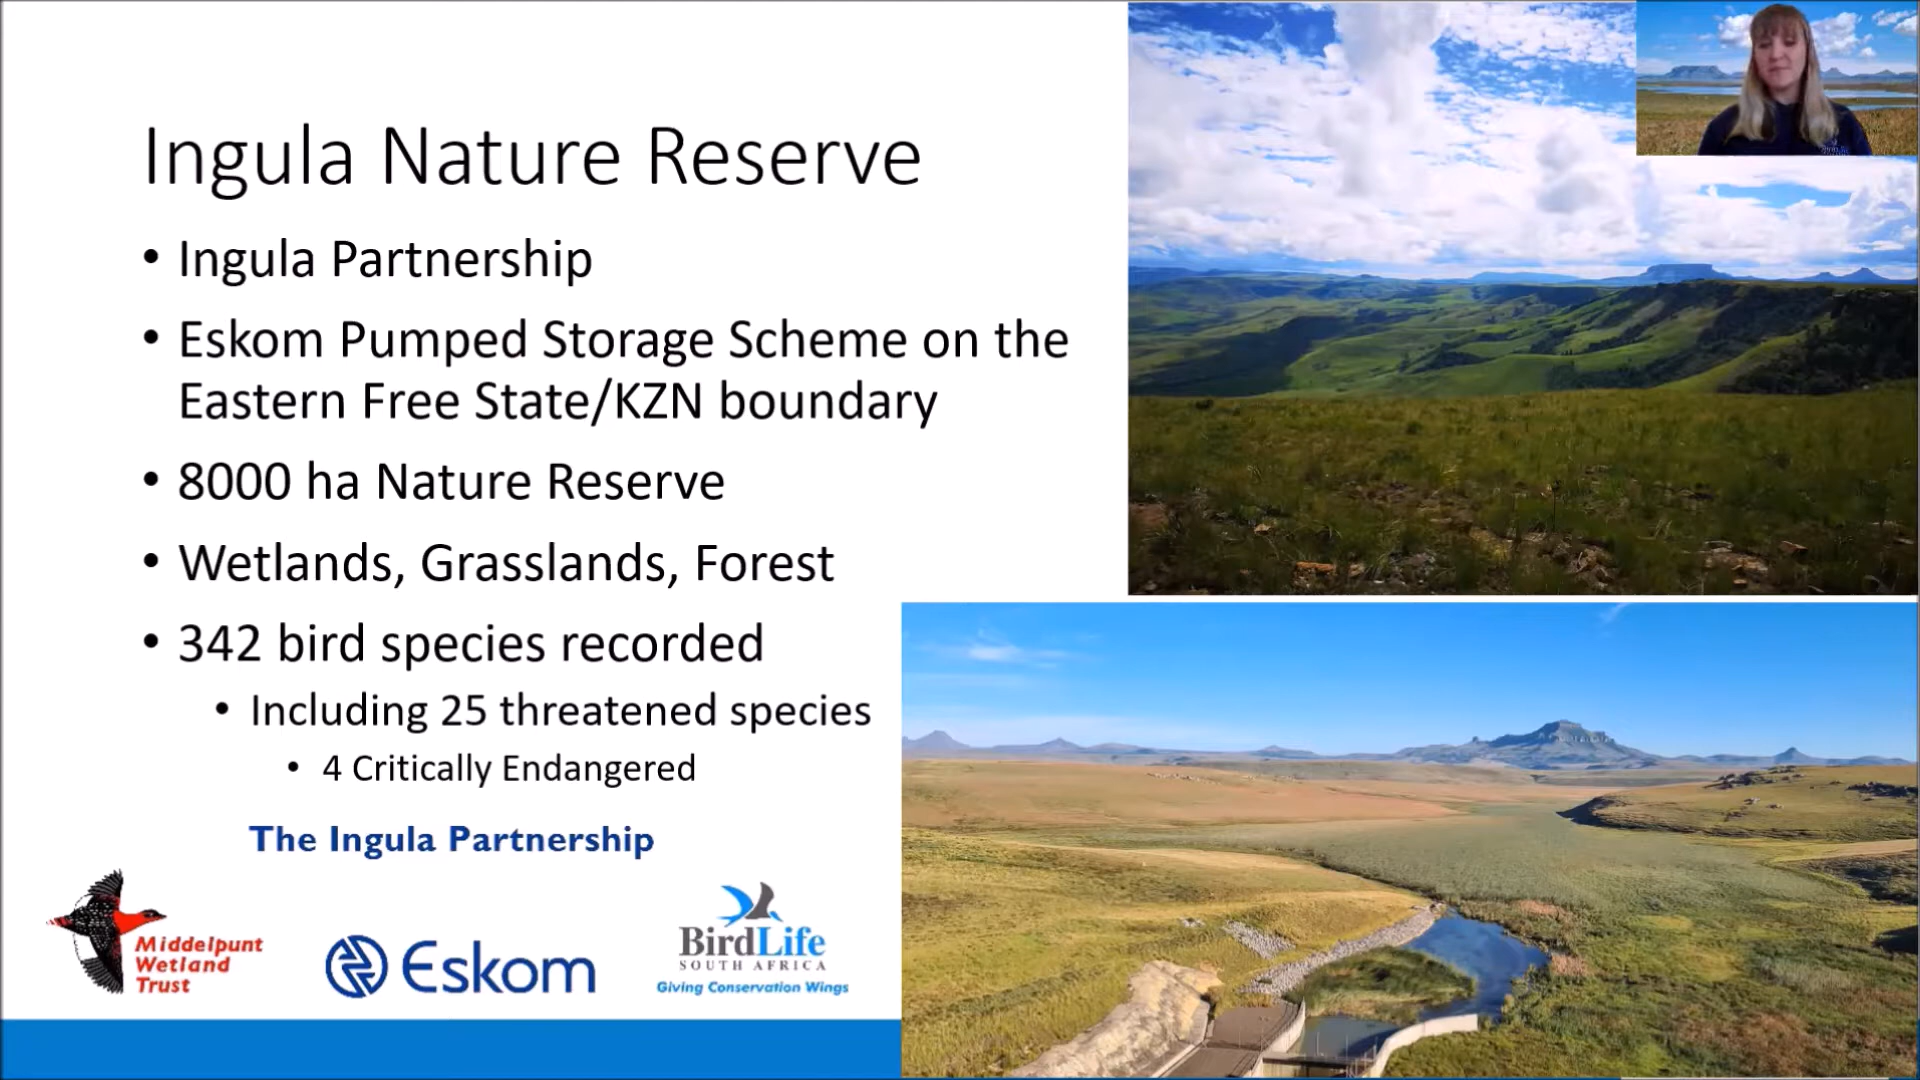 Ingula Nature Reserve
• Ingula Partnership
• Eskom Pumped Storage Scheme on the
Eastern Free State/KZN boundary
• 8000 ha Nature Reserve
• Wetlands, Grasslands, Forest
• 342 bird species recorded
• Including 25 threatened species
• 4 Critically Endangered
The Ingula Partnership
Middelpunt
Wetland
Trust
Eskom
BirdLife
SOUTH AFRICA
Giving Conservation Wings